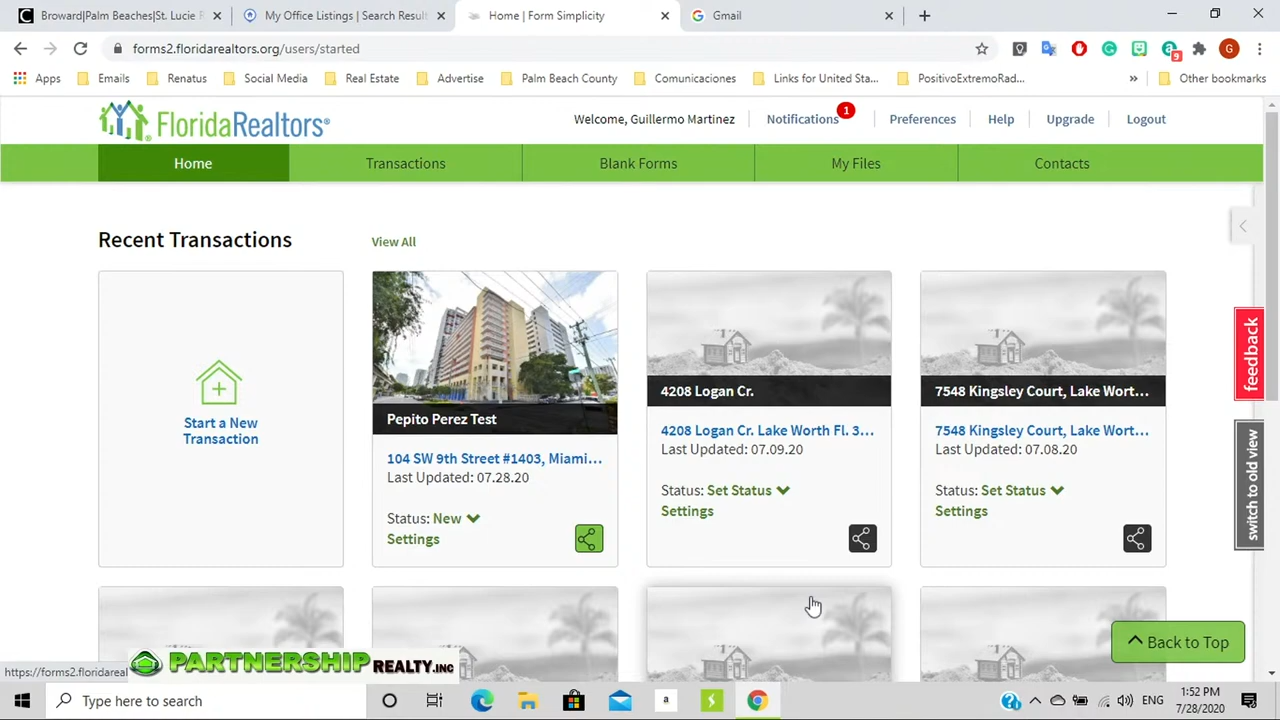 Broward|Palm Beaches|St. Lucie R
My Office Listings | Search Result
Home | Form Simplicity
Gmail
forms2.floridarealtors.org/users/started
Apps
Emails
Renatus
Social Media
Real Estate
Advertise
Palm Beach County
Comunicaciones
Links for United Sta...
PositivoExtremoRad...
»
Other bookmarks
FloridaRealtors®
Welcome, Guillermo Martinez
Notifications 1
Preferences
Help
Upgrade
Logout
Home
Transactions
Blank Forms
My Files
Contacts
Recent Transactions
View All
Start a New
Transaction
Pepito Perez Test
104 SW 9th Street #1403, Miami...
Last Updated: 07.28.20
Status: New
Settings
4208 Logan Cr.
4208 Logan Cr. Lake Worth Fl. 3...
Last Updated: 07.09.20
Status: Set Status
Settings
7548 Kingsley Court, Lake Wort...
7548 Kingsley Court, Lake Wort...
Last Updated: 07.08.20
Status: Set Status
Settings
feedback
switch to old view
Back to Top
https://forms2.floridareal
PARTNERSHIP REALTY.INC
Type here to search
ENG
1:52 PM
7/28/2020